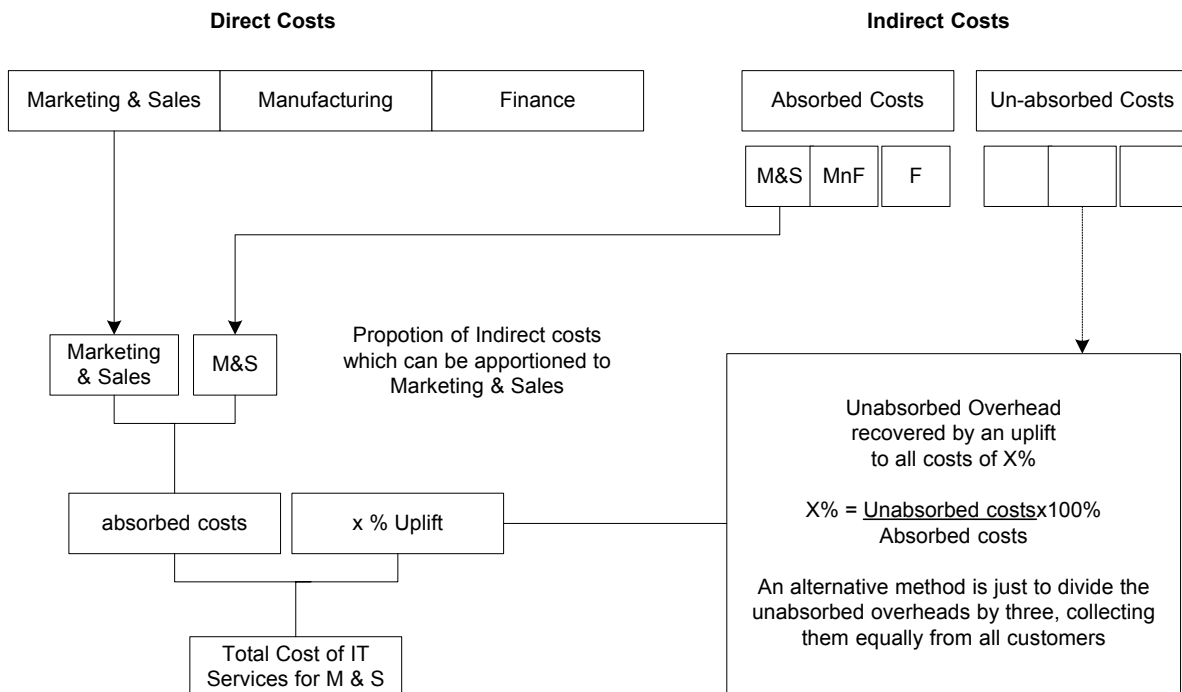 Direct Costs
Indirect Costs
Marketing & Sales
Manufacturing
Finance
Absorbed Costs
Un-absorbed Costs
M&S
MnF
F
Marketing
& Sales
M&S
Propotion of Indirect costs
which can be apportioned to
Marketing & Sales
Unabsorbed Overhead
recovered by an uplift
to all costs of X%
X% = Unabsorbed costsx100%
Absorbed costs
An alternative method is just to divide the
unabsorbed overheads by three, collecting
them equally from all customers
absorbed costs
x % Uplift
Total Cost of IT
Services for M & S